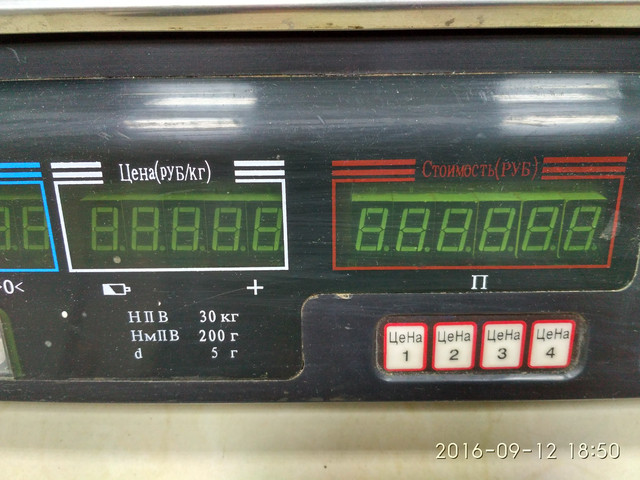 Цена(РУБ/КГ)
Стоимость(РУБ)
0<
+
П
НПВ 30 кг
НмПВ 200 г
d 5 г
ЦеНа 1
ЦеНа 2
ЦеНа 3
ЦеНа 4
2016-09-12 18:50